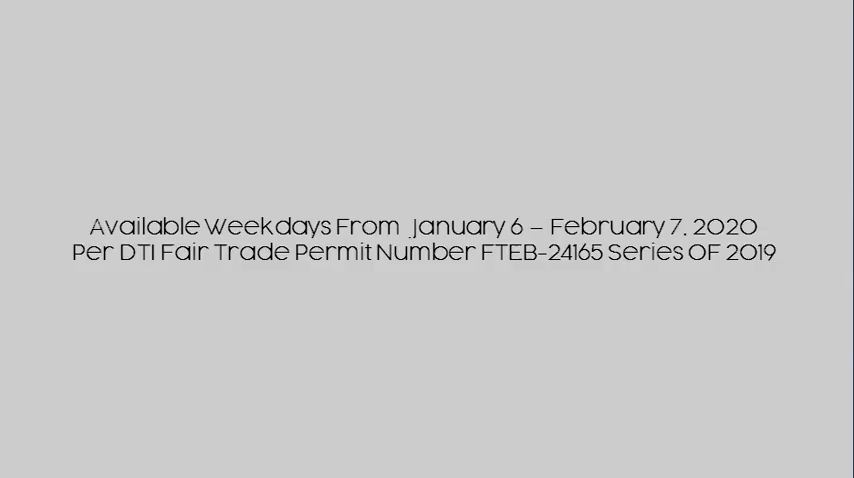 Available Weekdays From January 6 – February 7, 2020
Per DTI Fair Trade Permit Number FTEB-24165 Series OF 2019